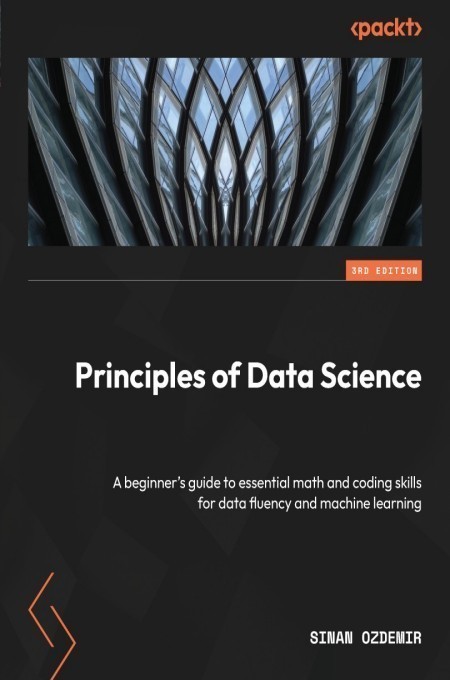 <packt>
3RD EDITION
Principles of Data Science
A beginner's guide to essential math and coding skills
for data fluency and machine learning
SINAN OZDEMIR